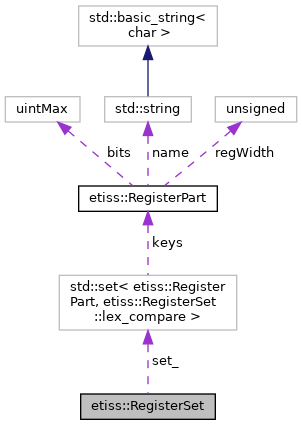 std::basic_string<
char >
uintMax
std::string
unsigned
bits
name
regWidth
etiss::RegisterPart
keys
std::set< etiss::Register
Part, etiss::RegisterSet
::lex_compare >
set_
etiss::RegisterSet